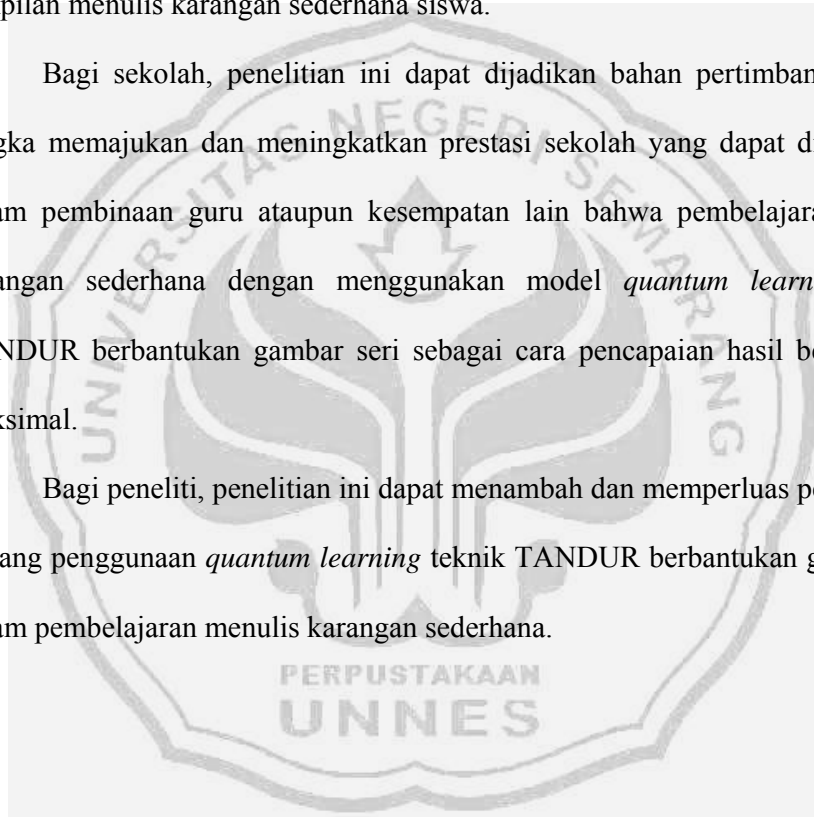 pilan menulis karangan sederhana siswa.
Bagi sekolah, penelitian ini dapat dijadikan bahan pertimban
gka memajukan dan meningkatkan prestasi sekolah yang dapat di
am pembinaan guru ataupun kesempatan lain bahwa pembelajara
angan sederhana dengan menggunakan model quantum learn
NDUR berbantukan gambar seri sebagai cara pencapaian hasil be
ksimal.
Bagi peneliti, penelitian ini dapat menambah dan memperluas pe
ang penggunaan quantum learning teknik TANDUR berbantukan g
am pembelajaran menulis karangan sederhana.
UNIVERSITAS NEGERI SEMARANG
PERPUSTAKAAN
UNNES